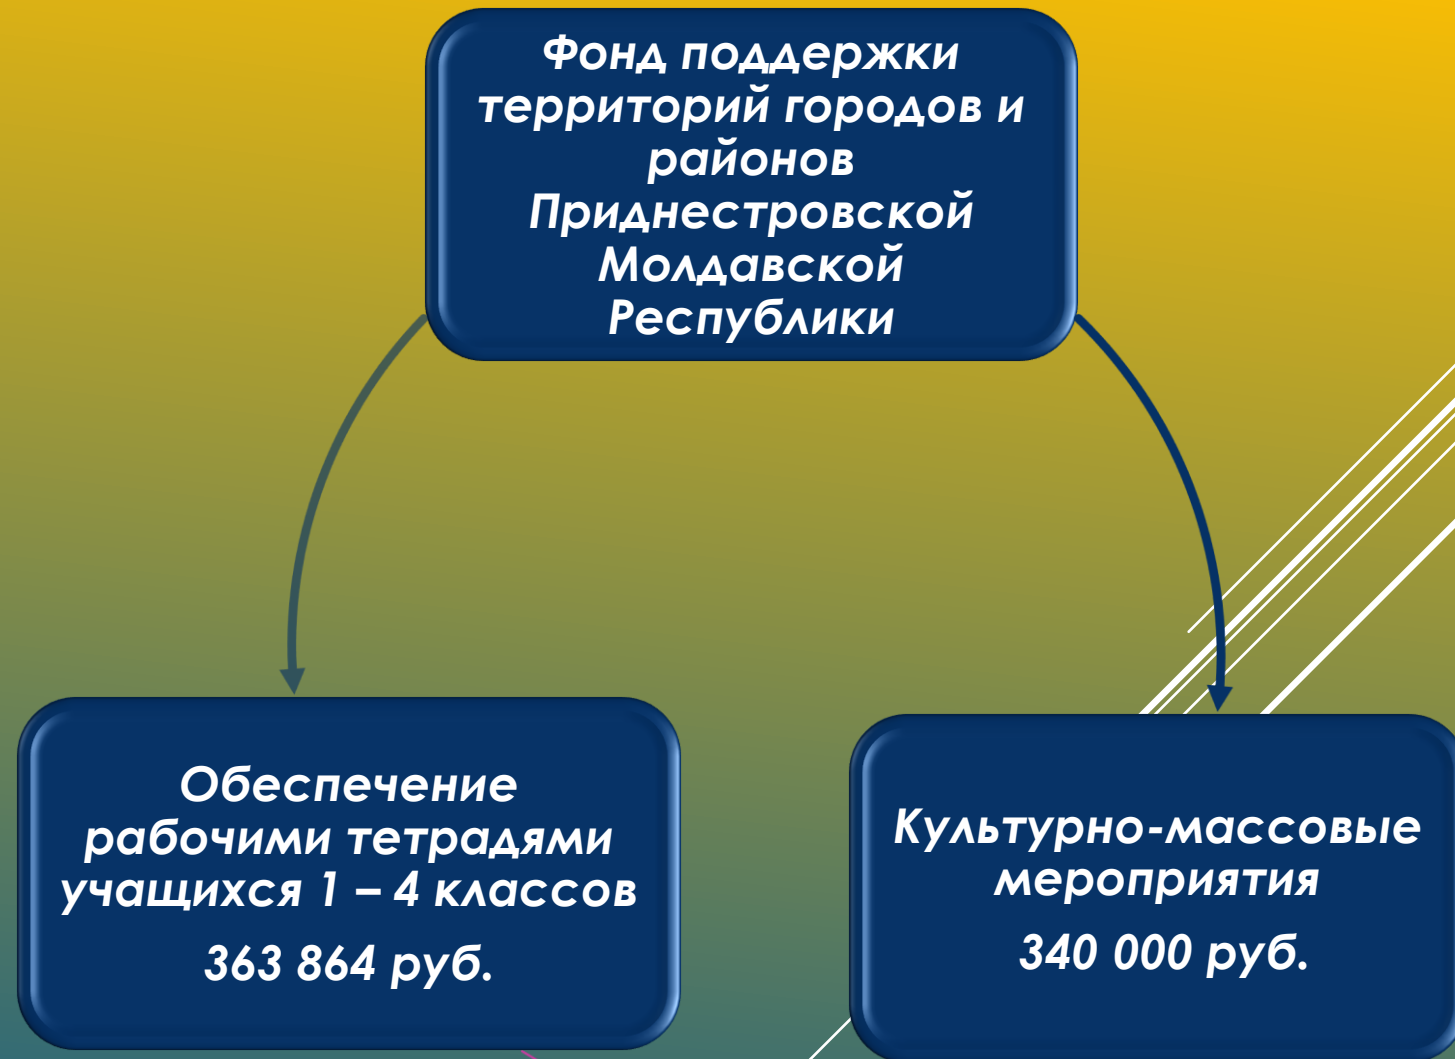 Фонд поддержки
территорий городов и
районов
Приднестровской
Молдавской
Республики
Обеспечение
рабочими тетрадями
учащихся 1 – 4 классов
363 864 руб.
Культурно-массовые
мероприятия
340 000 руб.